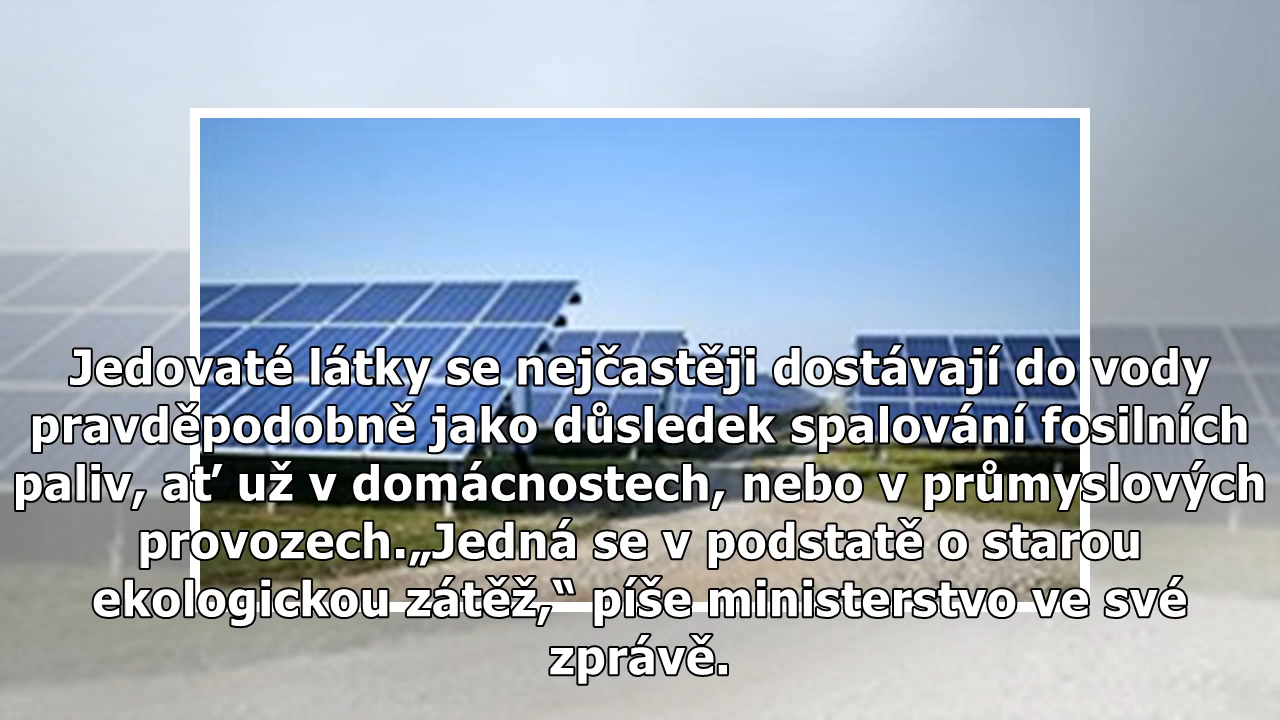 Jedovaté látky se nejčastěji dostávají do vody
pravděpodobně jako důsledek spalování fosilních
paliv, ať už v domácnostech, nebo v průmyslových
provozech.„Jedná se v podstatě o starou
ekologickou zátěž,“ píše ministerstvo ve své
zprávě.